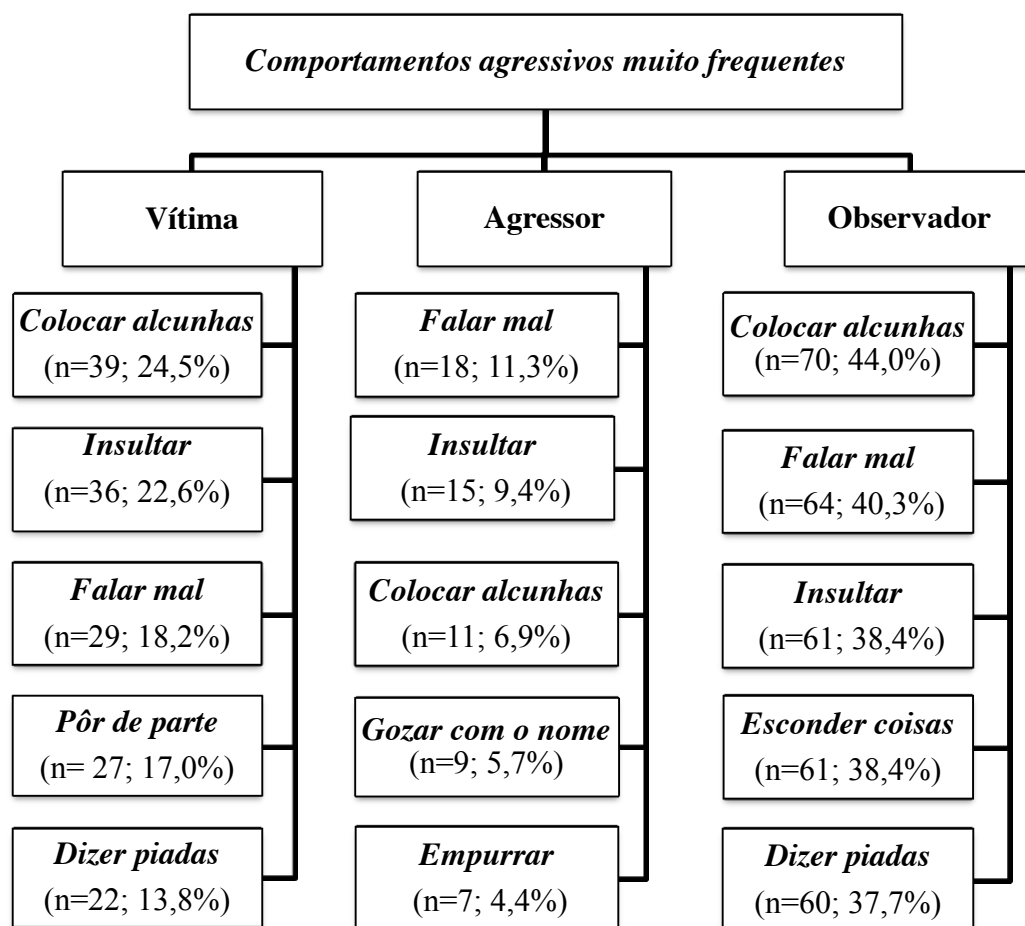 Comportamentos agressivos muito frequentes
Vítima
Colocar alcunhas
(n=39; 24,5%)
Insultar
(n=36; 22,6%)
Falar mal
(n=29; 18,2%)
Pôr de parte
(n= 27; 17,0%)
Dizer piadas
(n=22; 13,8%)
Agressor
Falar mal
(n=18; 11,3%)
Insultar
(n=15; 9,4%)
Colocar alcunhas
(n=11; 6,9%)
Gozar com o nome
(n=9; 5,7%)
Empurrar
(n=7; 4,4%)
Observador
Colocar alcunhas
(n=70; 44,0%)
Falar mal
(n=64; 40,3%)
Insultar
(n=61; 38,4%)
Esconder coisas
(n=61; 38,4%)
Dizer piadas
(n=60; 37,7%)